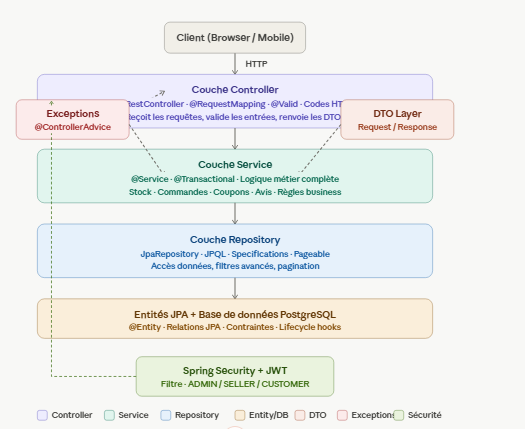 Client (Browser / Mobile)
HTTP
Couche Controller
RestController · @RequestMapping · @Valid · Codes HT
Reçoit les requêtes, valide les entrées, renvoie les DTO
Exceptions
@ControllerAdvice
DTO Layer
Request / Response
Couche Service
@Service · @Transactional · Logique métier complète
Stock · Commandes · Coupons · Avis · Règles business
Couche Repository
JpaRepository · JPQL · Specifications · Pageable
Accès données, filtres avancés, pagination
Entités JPA + Base de données PostgreSQL
@Entity · Relations JPA · Contraintes · Lifecycle hooks
Spring Security + JWT
Filtre · ADMIN / SELLER / CUSTOMER
Controller Service Repository Entity/DB DTO Exceptions Sécurité